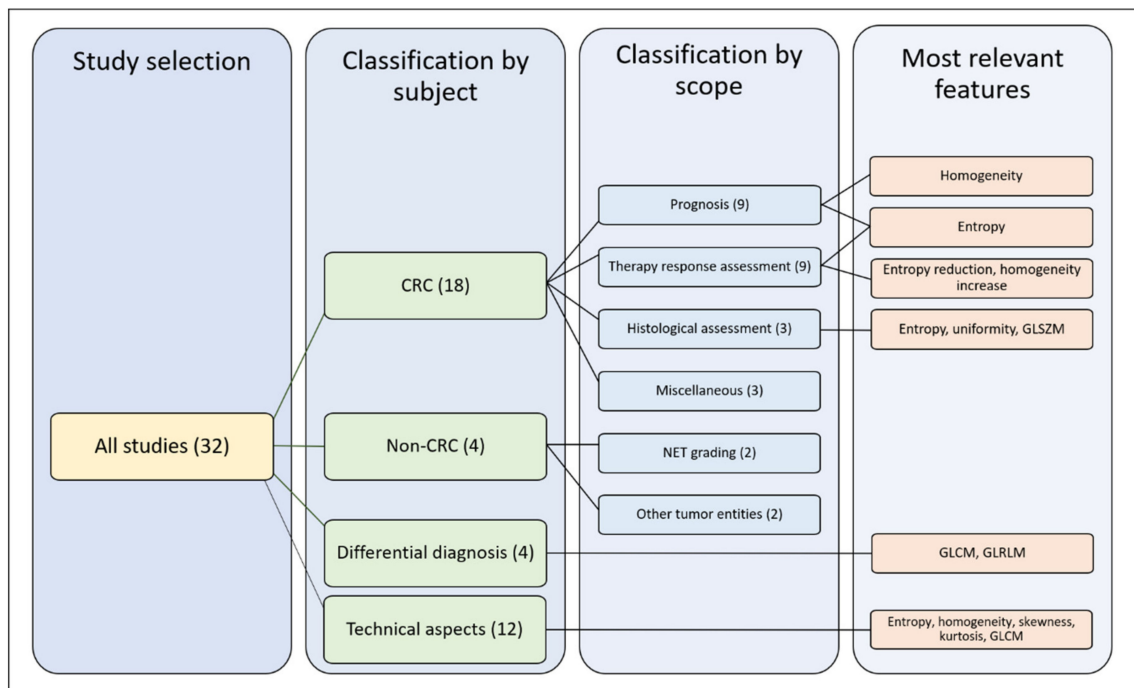 Study selection
All studies (32)
Classification by
subject
CRC (18)
Non-CRC (4)
Differential diagnosis (4)
Technical aspects (12)
Classification by
scope
Prognosis (9)
Therapy response assessment (9)
Histological assessment (3)
Miscellaneous (3)
NET grading (2)
Other tumor entities (2)
Most relevant
features
Homogeneity
Entropy
Entropy reduction, homogeneity
increase
Entropy, uniformity, GLSZM
GLCM, GLRLM
Entropy, homogeneity, skewness,
kurtosis, GLCM